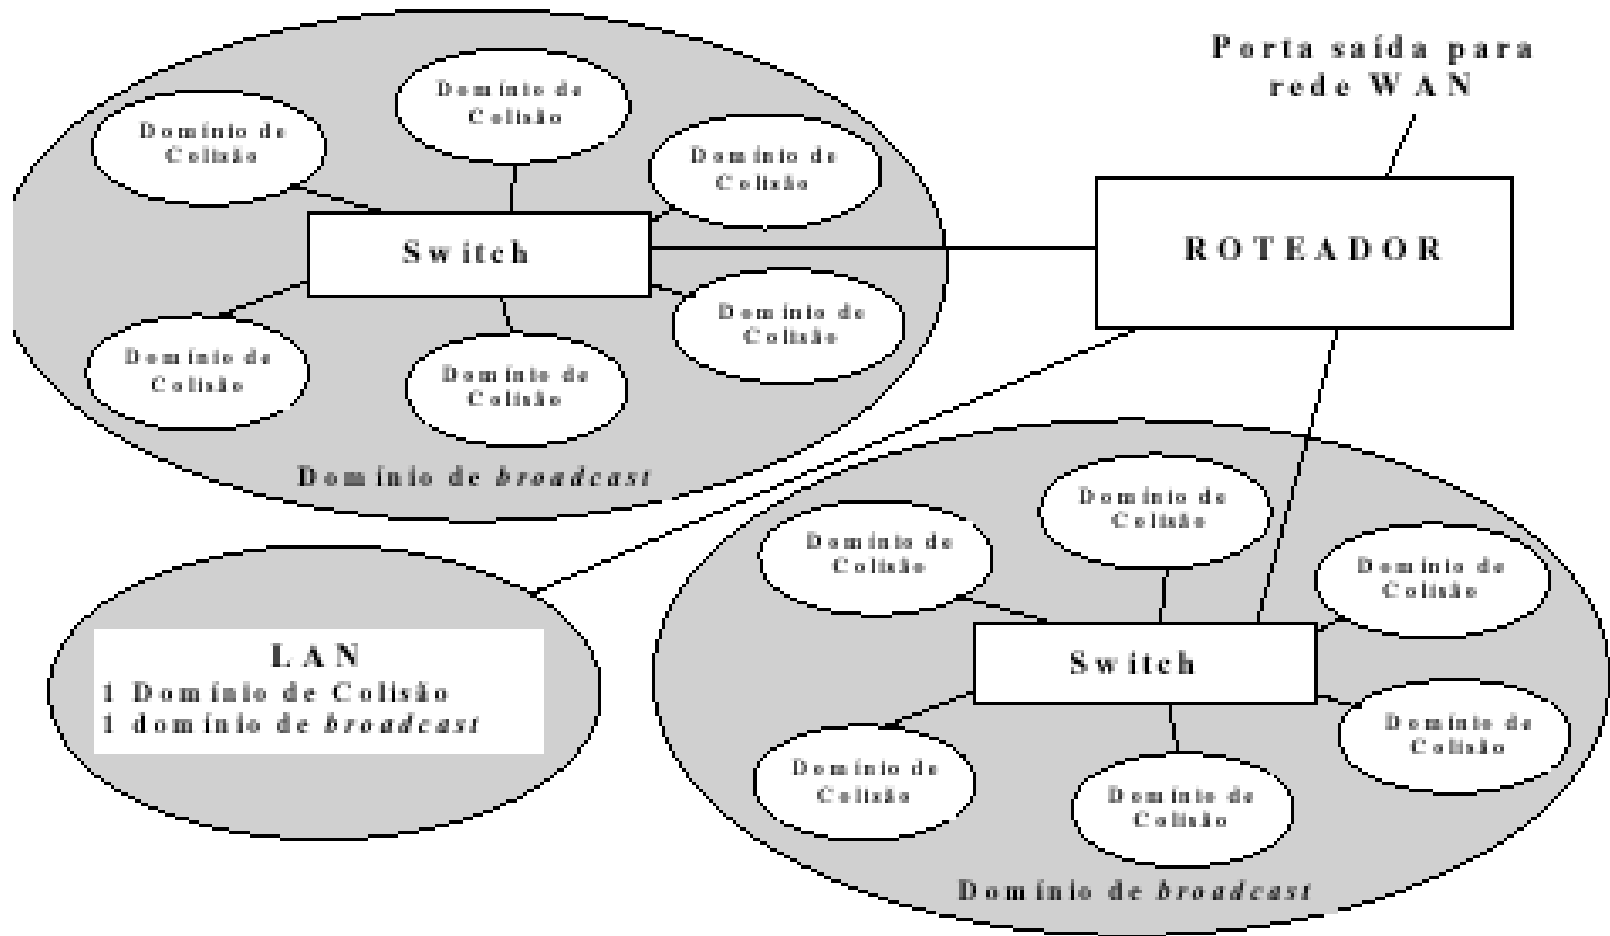 Domínio de
Colisão
Domínio de
Colisão
Domínio de
Colisão
Switch
Domínio de
Colisão
Domínio de
Colisão
Domínio de
Colisão
Domínio de broadcast
Porta saída para
rede WAN
ROTEADOR
LAN
1 Domínio de Colisão
1 domínio de broadcast
Domínio de
Colisão
Domínio de
Colisão
Domínio de
Colisão
Switch
Domínio de
Colisão
Domínio de
Colisão
Domínio de
Colisão
Domínio de broadcast